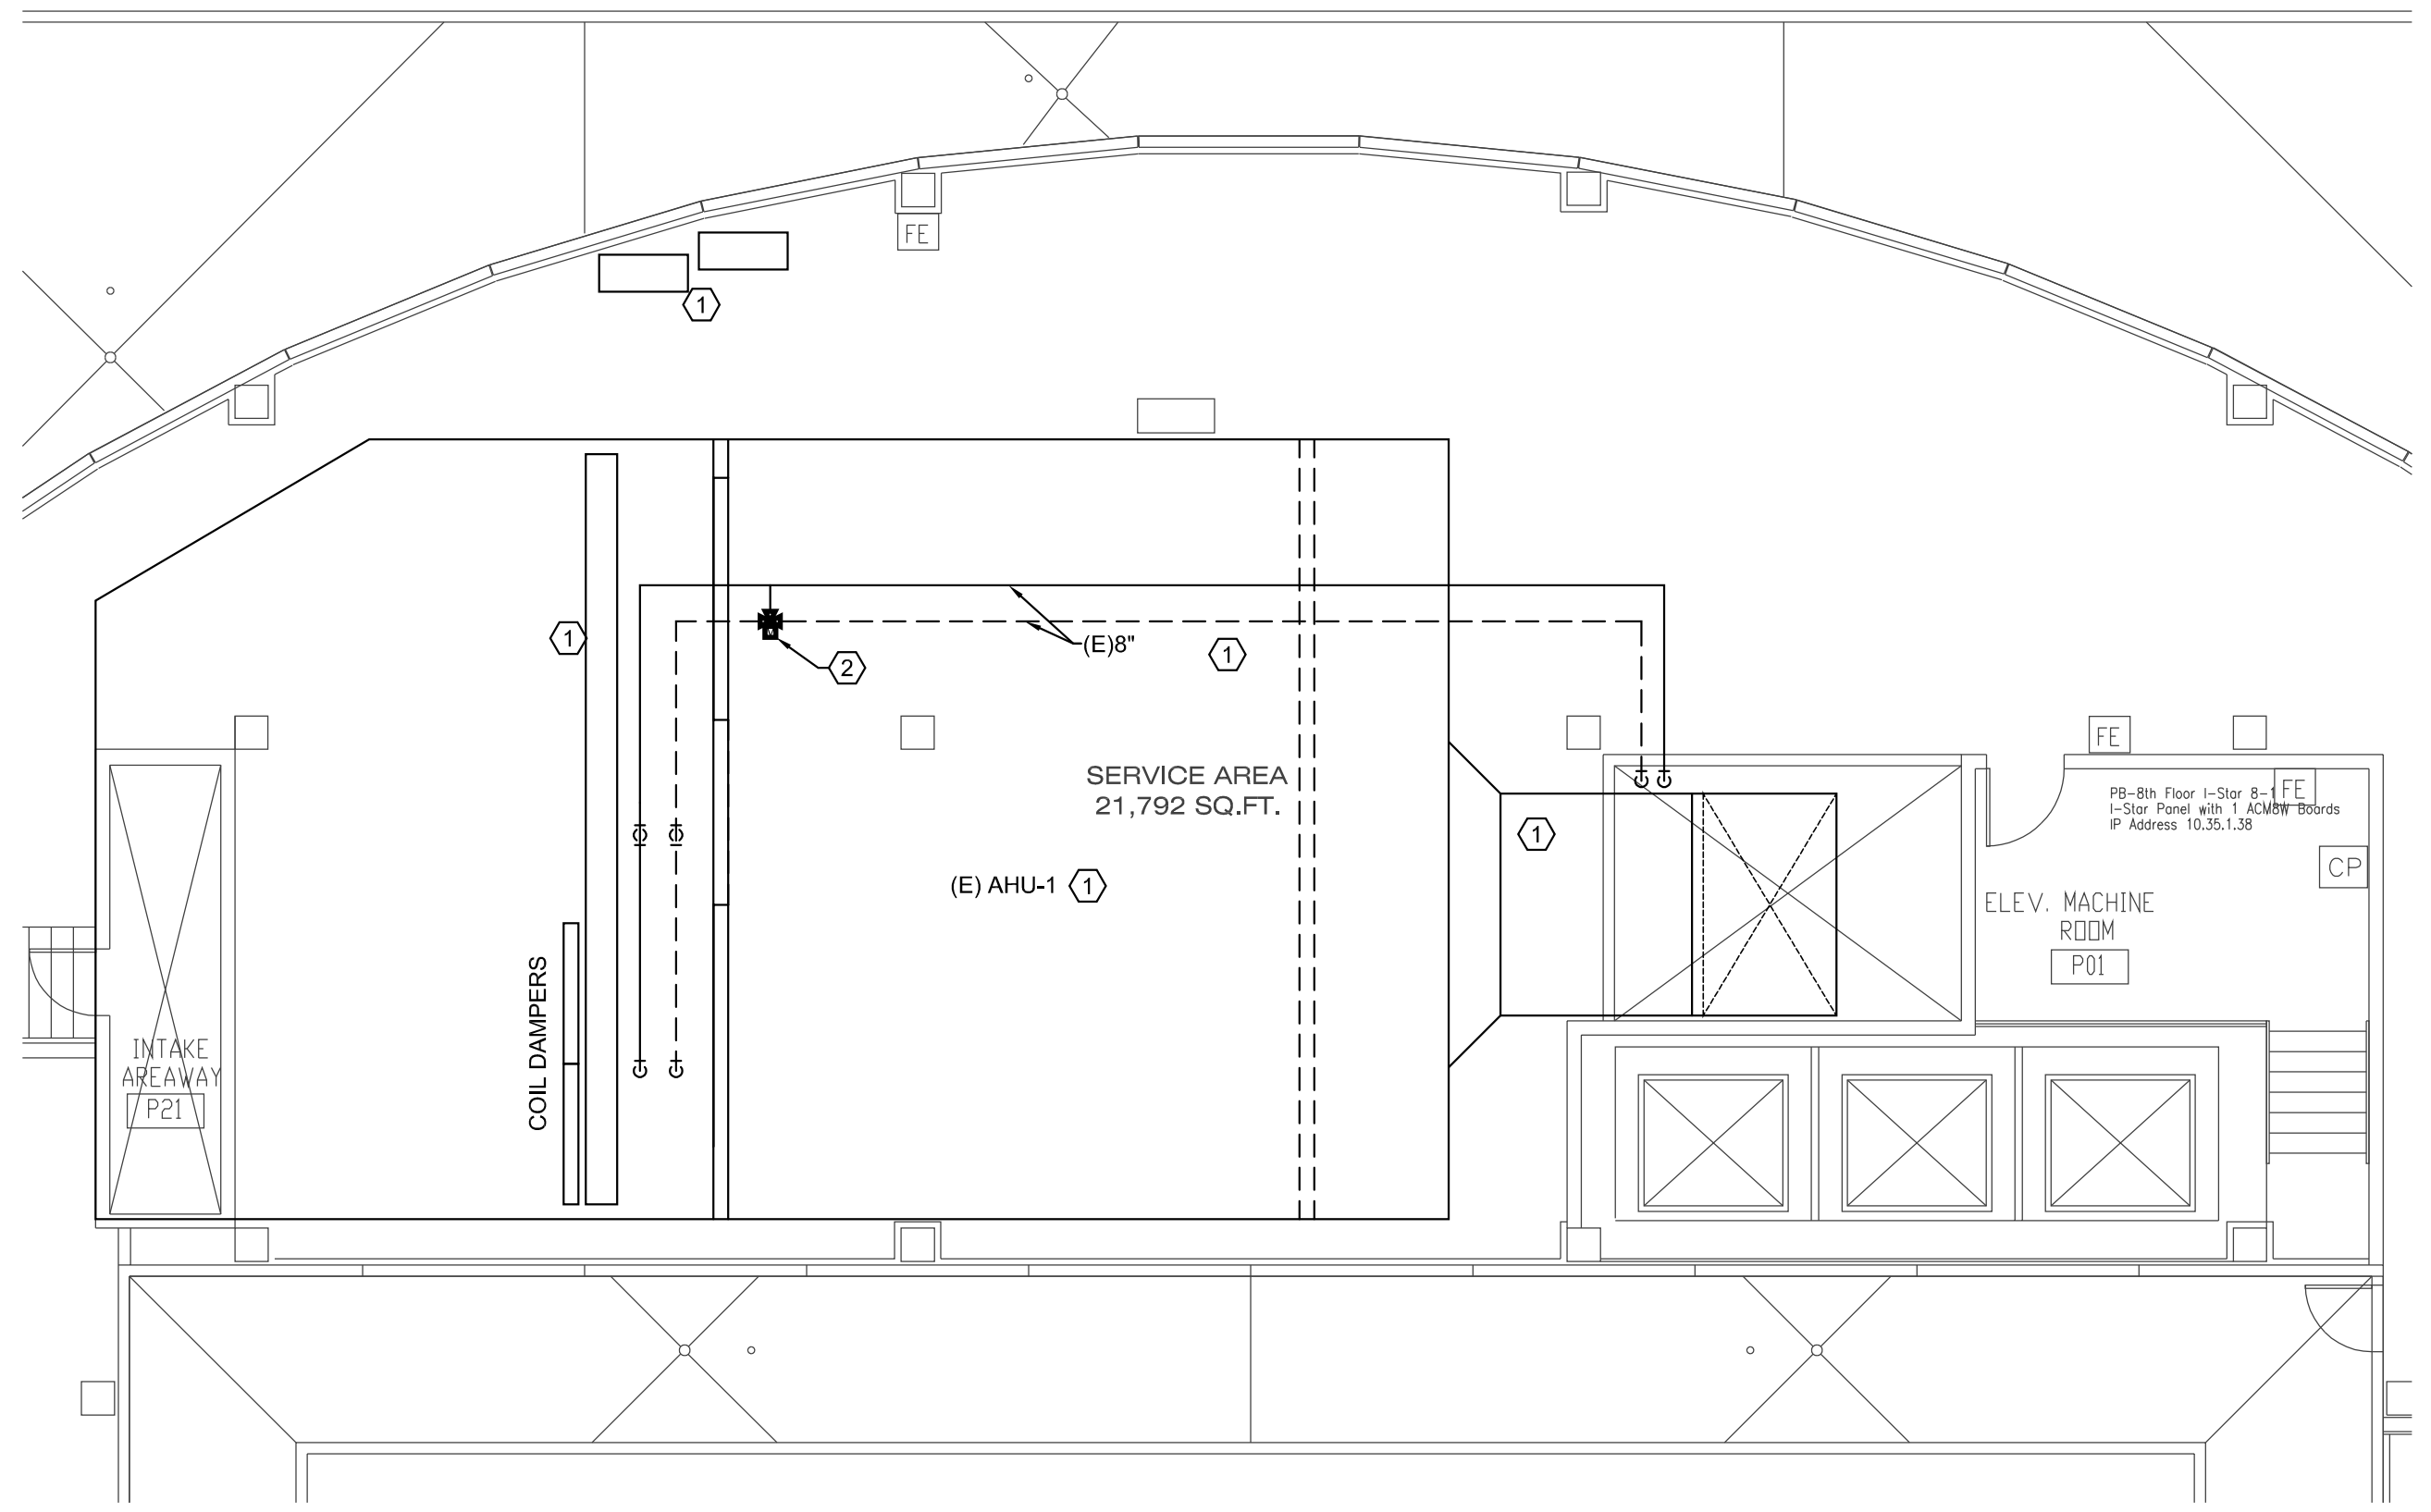 FE
1
1
(E)8"
1
2
FE
SERVICE AREA
21,792 SQ.FT.
PB-8th Floor I-Star 8-1
I-Star Panel with 1 ACM8W Boards
IP Address 10.35.1.38
FE
1
CP
(E) AHU-1
1
ELEV. MACHINE
ROOM
P01
COIL DAMPERS
INTAKE
AREAWAY
P21
M